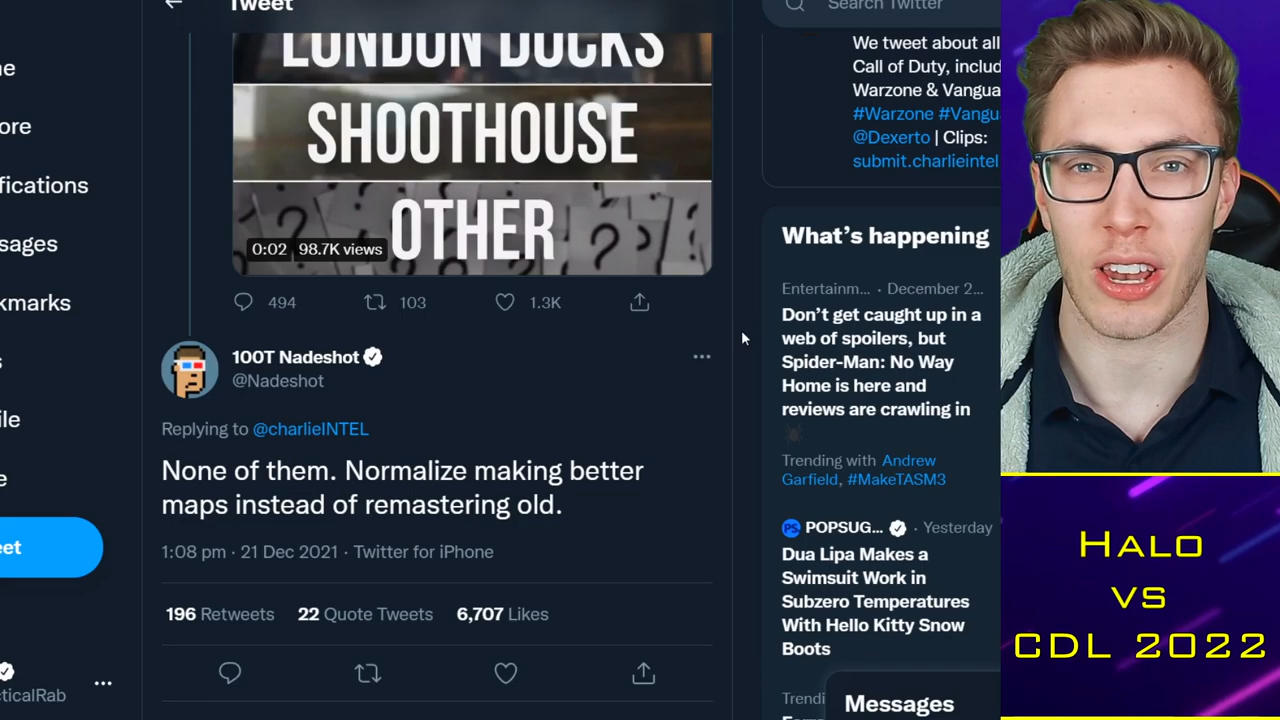 Tweet
Search Twitter
me
ore
fications
sages
kmarks
s
ile
e
eet
ticalRab
LONDON DOCKS
SHOOTHOUSE
OTHER
0:02 98.7K views
494 103 1.3K
100T Nadeshot
@Nadeshot
Replying to @charlieINTEL
None of them. Normalize making better
maps instead of remastering old.
1:08 pm · 21 Dec 2021 · Twitter for iPhone
196 Retweets 22 Quote Tweets 6,707 Likes
We tweet about all
Call of Duty, includ
Warzone & Vangua
#Warzone #Vangu
@Dexerto | Clips:
submit.charlieintel
What's happening
Entertainm... · December 2...
Don't get caught up in a
web of spoilers, but
Spider-Man: No Way
Home is here and
reviews are crawling in
Trending with Andrew
Garfield, #MakeTASM3
PS POPSUG... · Yesterday
Dua Lipa Makes a
Swimsuit Work in
Subzero Temperatures
With Hello Kitty Snow
Boots
Trendi
Messages
HALO
VS
CDL 2022